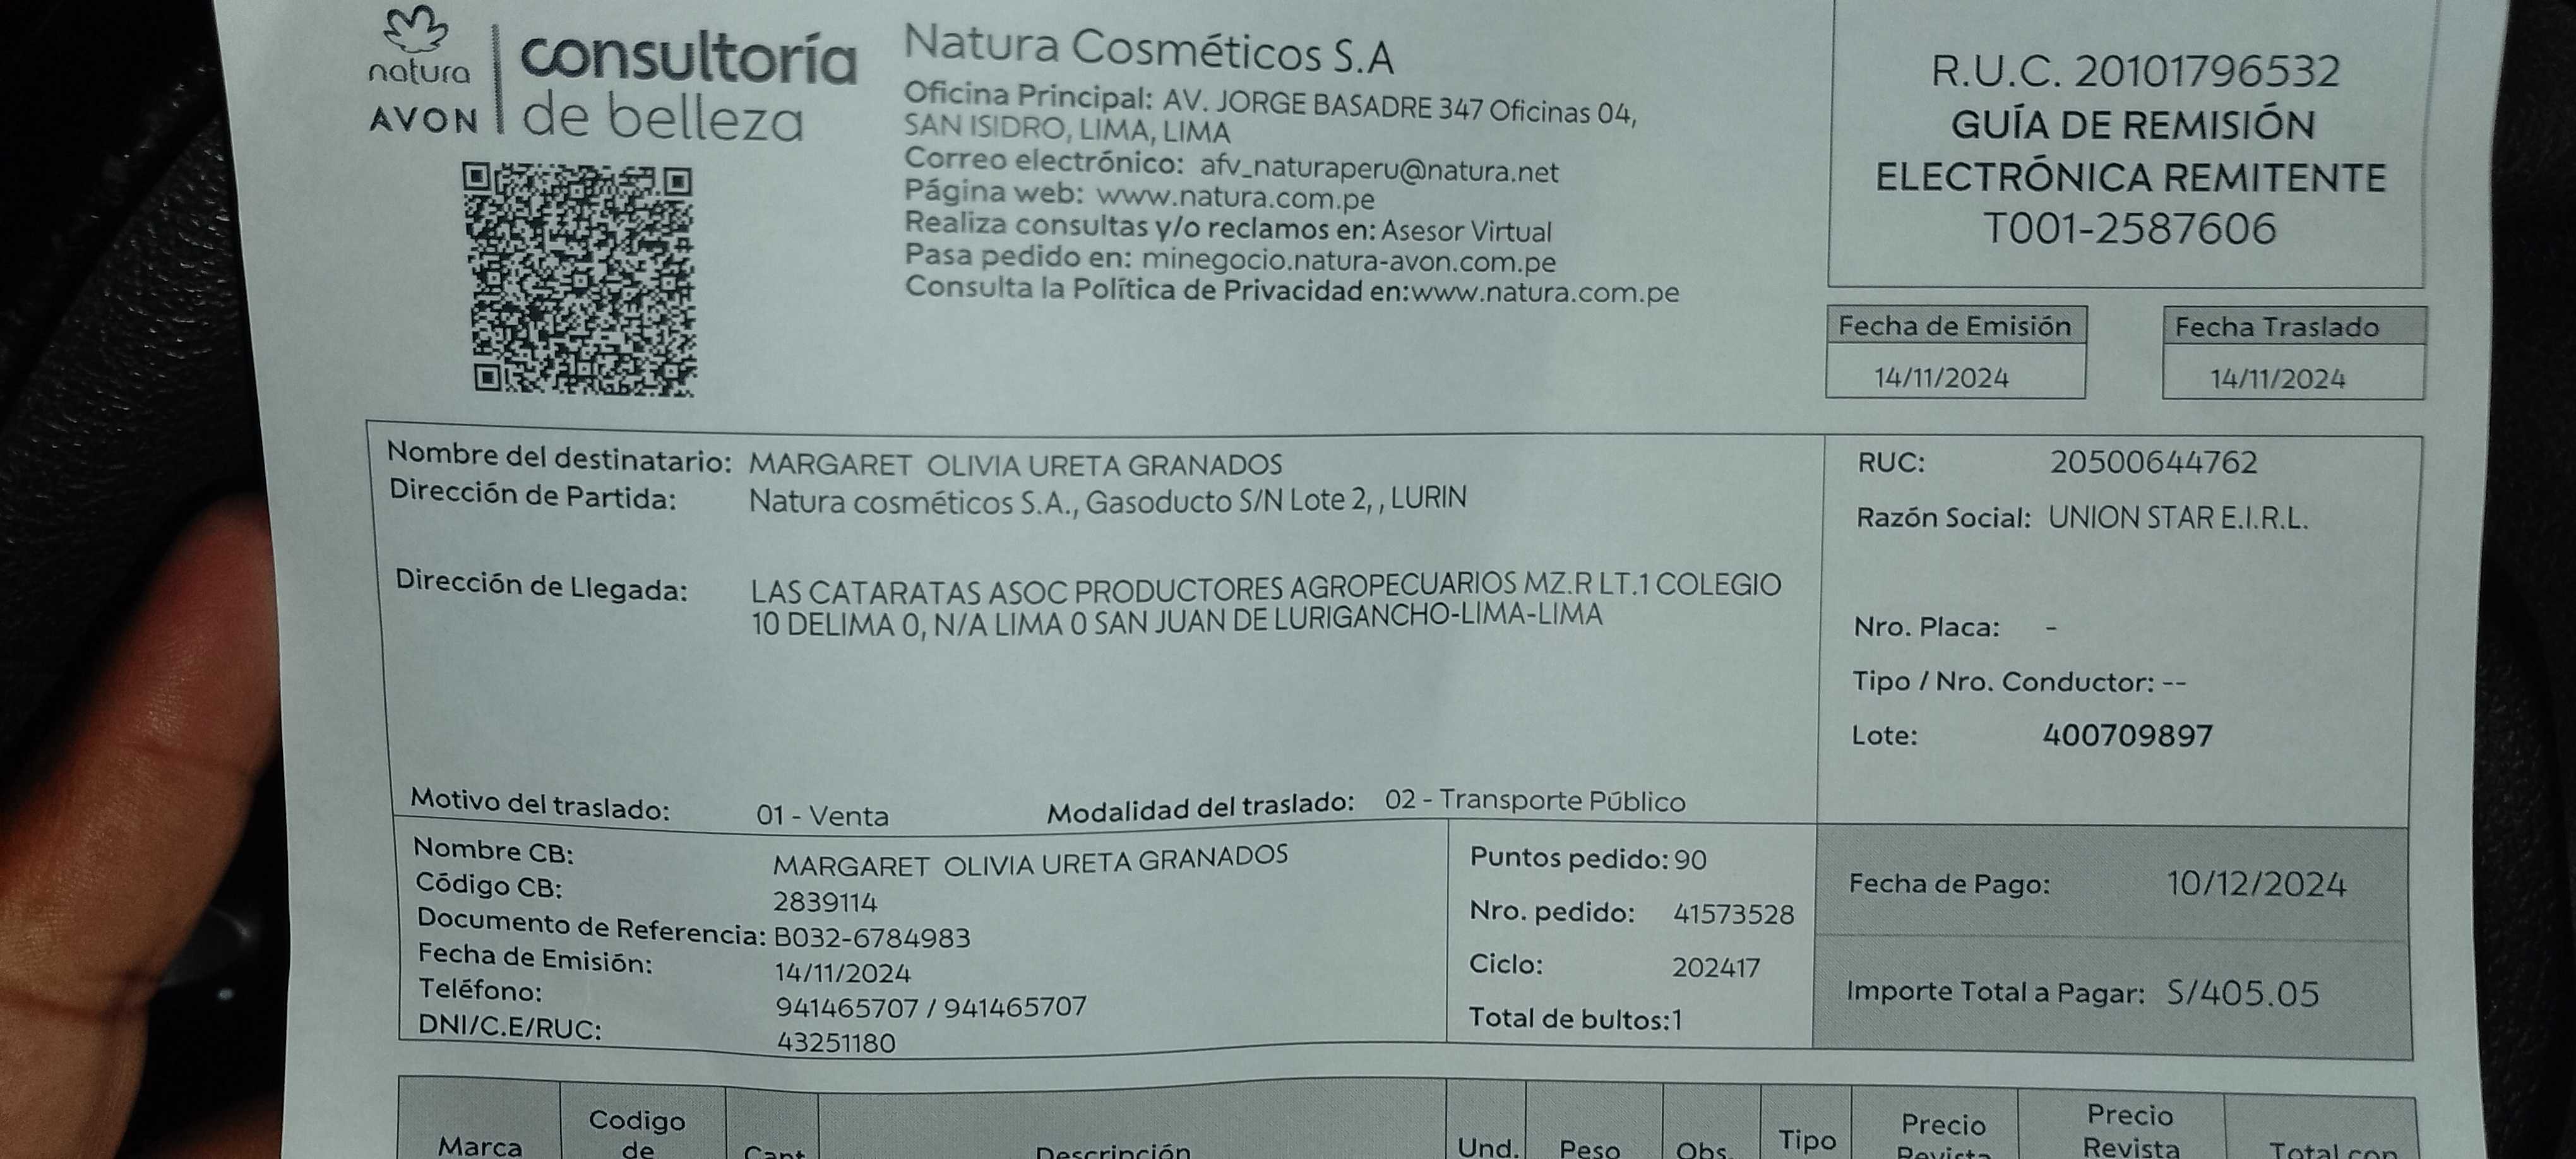 natura
AVON
consultoría
de belleza
Natura Cosméticos S.A
Oficina Principal: AV. JORGE BASADRE 347 Oficinas 04,
SAN ISIDRO, LIMA, LIMA
Correo electrónico: afv_naturaperu@natura.net
Página web: www.natura.com.pe
Realiza consultas y/o reclamos en: Asesor Virtual
Pasa pedido en: minegocio.natura-avon.com.pe
Consulta la Política de Privacidad en:www.natura.com.pe
R.U.C. 20101796532
GUÍA DE REMISIÓN
ELECTRÓNICA REMITENTE
T001-2587606
Fecha de Emisión
14/11/2024
Fecha Traslado
14/11/2024
Nombre del destinatario: MARGARET OLIVIA URETA GRANADOS
Dirección de Partida: Natura cosméticos S.A., Gasoducto S/N Lote 2, , LURIN
Dirección de Llegada: LAS CATARATAS ASOC PRODUCTORES AGROPECUARIOS MZ.R LT.1 COLEGIO
10 DELIMA 0, N/A LIMA 0 SAN JUAN DE LURIGANCHO-LIMA-LIMA
Motivo del traslado: 01 - Venta Modalidad del traslado: 02 - Transporte Público
RUC: 20500644762
Razón Social: UNION STAR E.I.R.L.
Nro. Placa: -
Tipo / Nro. Conductor: --
Lote: 400709897
Nombre CB: MARGARET OLIVIA URETA GRANADOS
Código CB: 2839114
Documento de Referencia: B032-6784983
Fecha de Emisión: 14/11/2024
Teléfono: 941465707 / 941465707
DNI/C.E/RUC: 43251180
Puntos pedido: 90
Nro. pedido: 41573528
Ciclo: 202417
Total de bultos:1
Fecha de Pago: 10/12/2024
Importe Total a Pagar: S/405.05
Marca
Codigo
de
Cant
Descripción
Und.
Peso
Obs.
Tipo
Precio
Revista
Precio
Revista
Total con